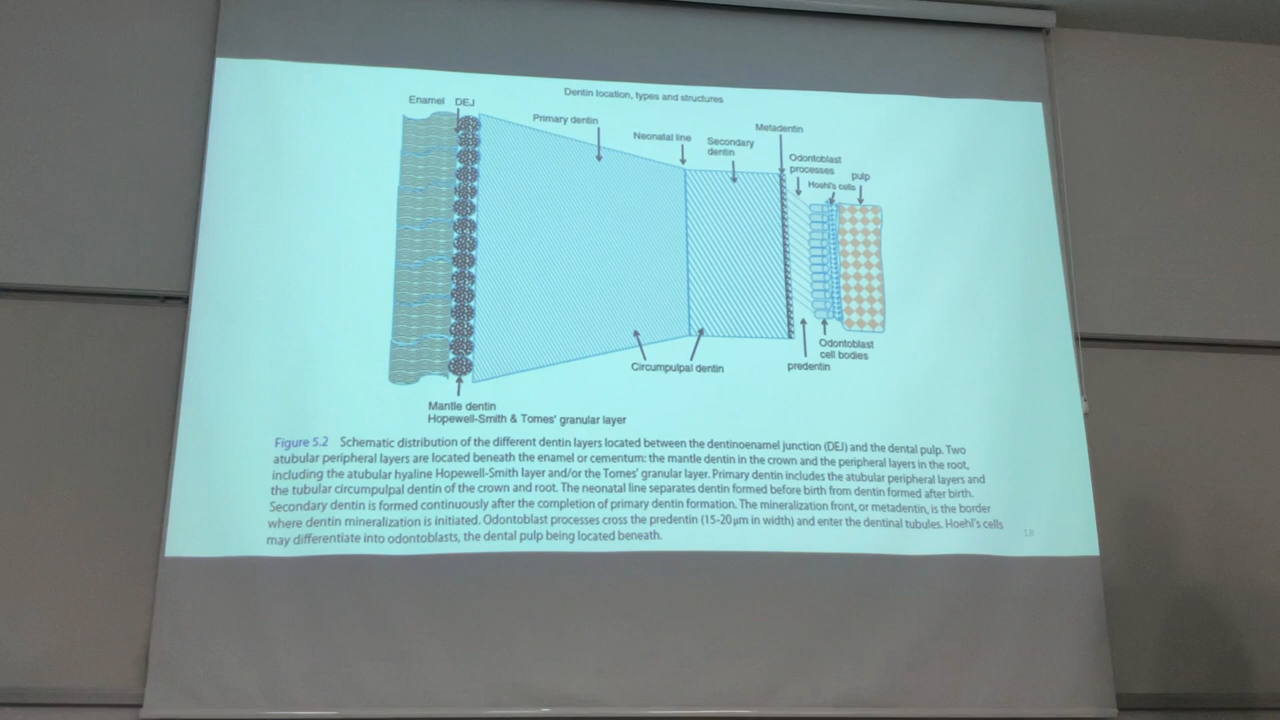 Dentin location, types and structures
Enamel
DEJ
Primary dentin
Neonatal line
Secondary
dentin
Metadentin
Odontoblast
processes
Hoehl's cells
pulp
Circumpulpal dentin
predentin
Odontoblast
cell bodies
Mantle dentin
Hopewell-Smith & Tomes' granular layer
Figure 5.2 Schematic distribution of the different dentin layers located between the dentinoenamel junction (DEJ) and the dental pulp. Two
atubular peripheral layers are located beneath the enamel or cementum: the mantle dentin in the crown and the peripheral layers in the root,
including the atubular hyaline Hopewell-Smith layer and/or the Tomes' granular layer. Primary dentin includes the atubular peripheral layers and
the tubular circumpulpal dentin of the crown and root. The neonatal line separates dentin formed before birth from dentin formed after birth.
Secondary dentin is formed continuously after the completion of primary dentin formation. The mineralization front, or metadentin, is the border
where dentin mineralization is initiated. Odontoblast processes cross the predentin (15-20 μm in width) and enter the dentinal tubules. Hoehl's cells
may differentiate into odontoblasts, the dental pulp being located beneath.
18